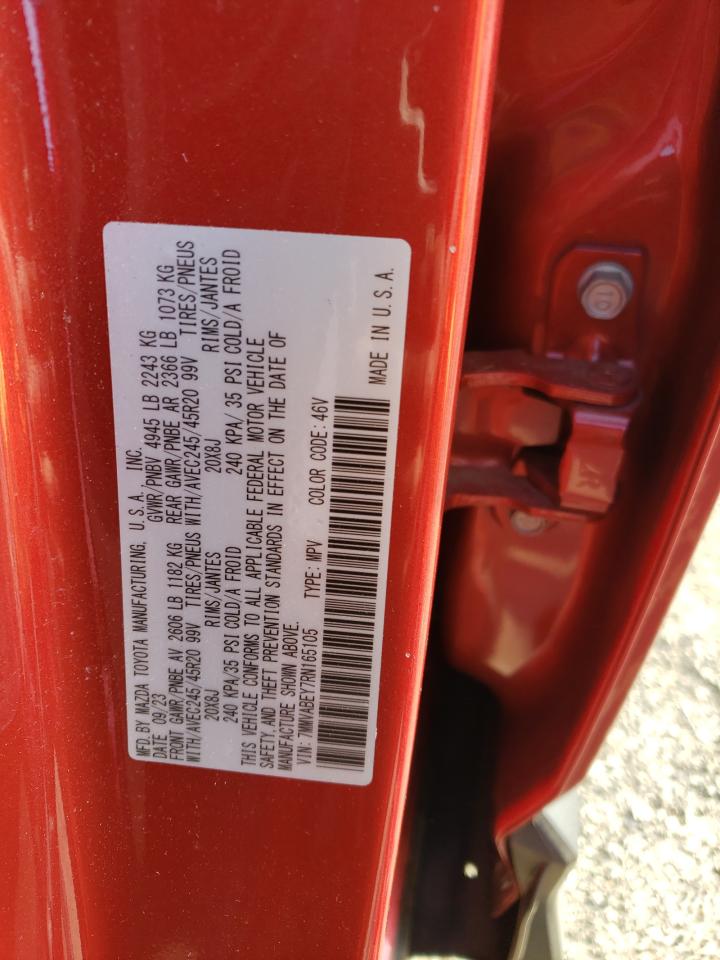 MFD. BY MAZDA TOYOTA MANUFACTURING, U.S.A., INC.
DATE 09/23 GVWR/PNBV 4945 LB 2243 KG
FRONT GAWR/PNBE AV 2606 LB 1182 KG REAR GAWR/PNBE AR 2366 LB 1073 KG
WITH/AVEC245/45R20 99V TIRES/PNEUS WITH/AVEC245/45R20 99V TIRES/PNEUS
20X8J RIMS/JANTES 20X8J RIMS/JANTES
240 KPA/35 PSI COLD/A FROID 240 KPA/ 35 PSI COLD/A FROID
THIS VEHICLE CONFORMS TO ALL APPLICABLE FEDERAL MOTOR VEHICLE
SAFETY, AND THEFT PREVENTION STANDARDS IN EFFECT ON THE DATE OF
MANUFACTURE SHOWN ABOVE.
VIN: 7MMVABEY7RN165105 TYPE: MPV COLOR CODE: 46V
MADE IN U.S.A.